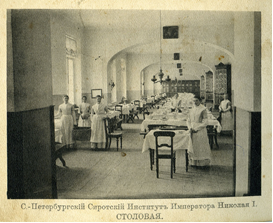 С.-Петербургскій Сиротскій Институтъ Императора Николая I.
СТОЛОВАЯ.